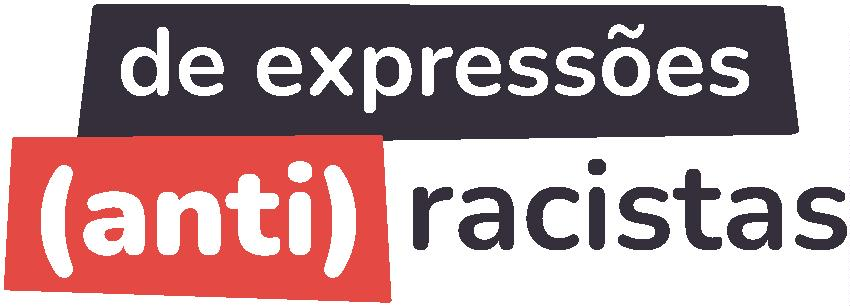 de expressões
(anti) racistas